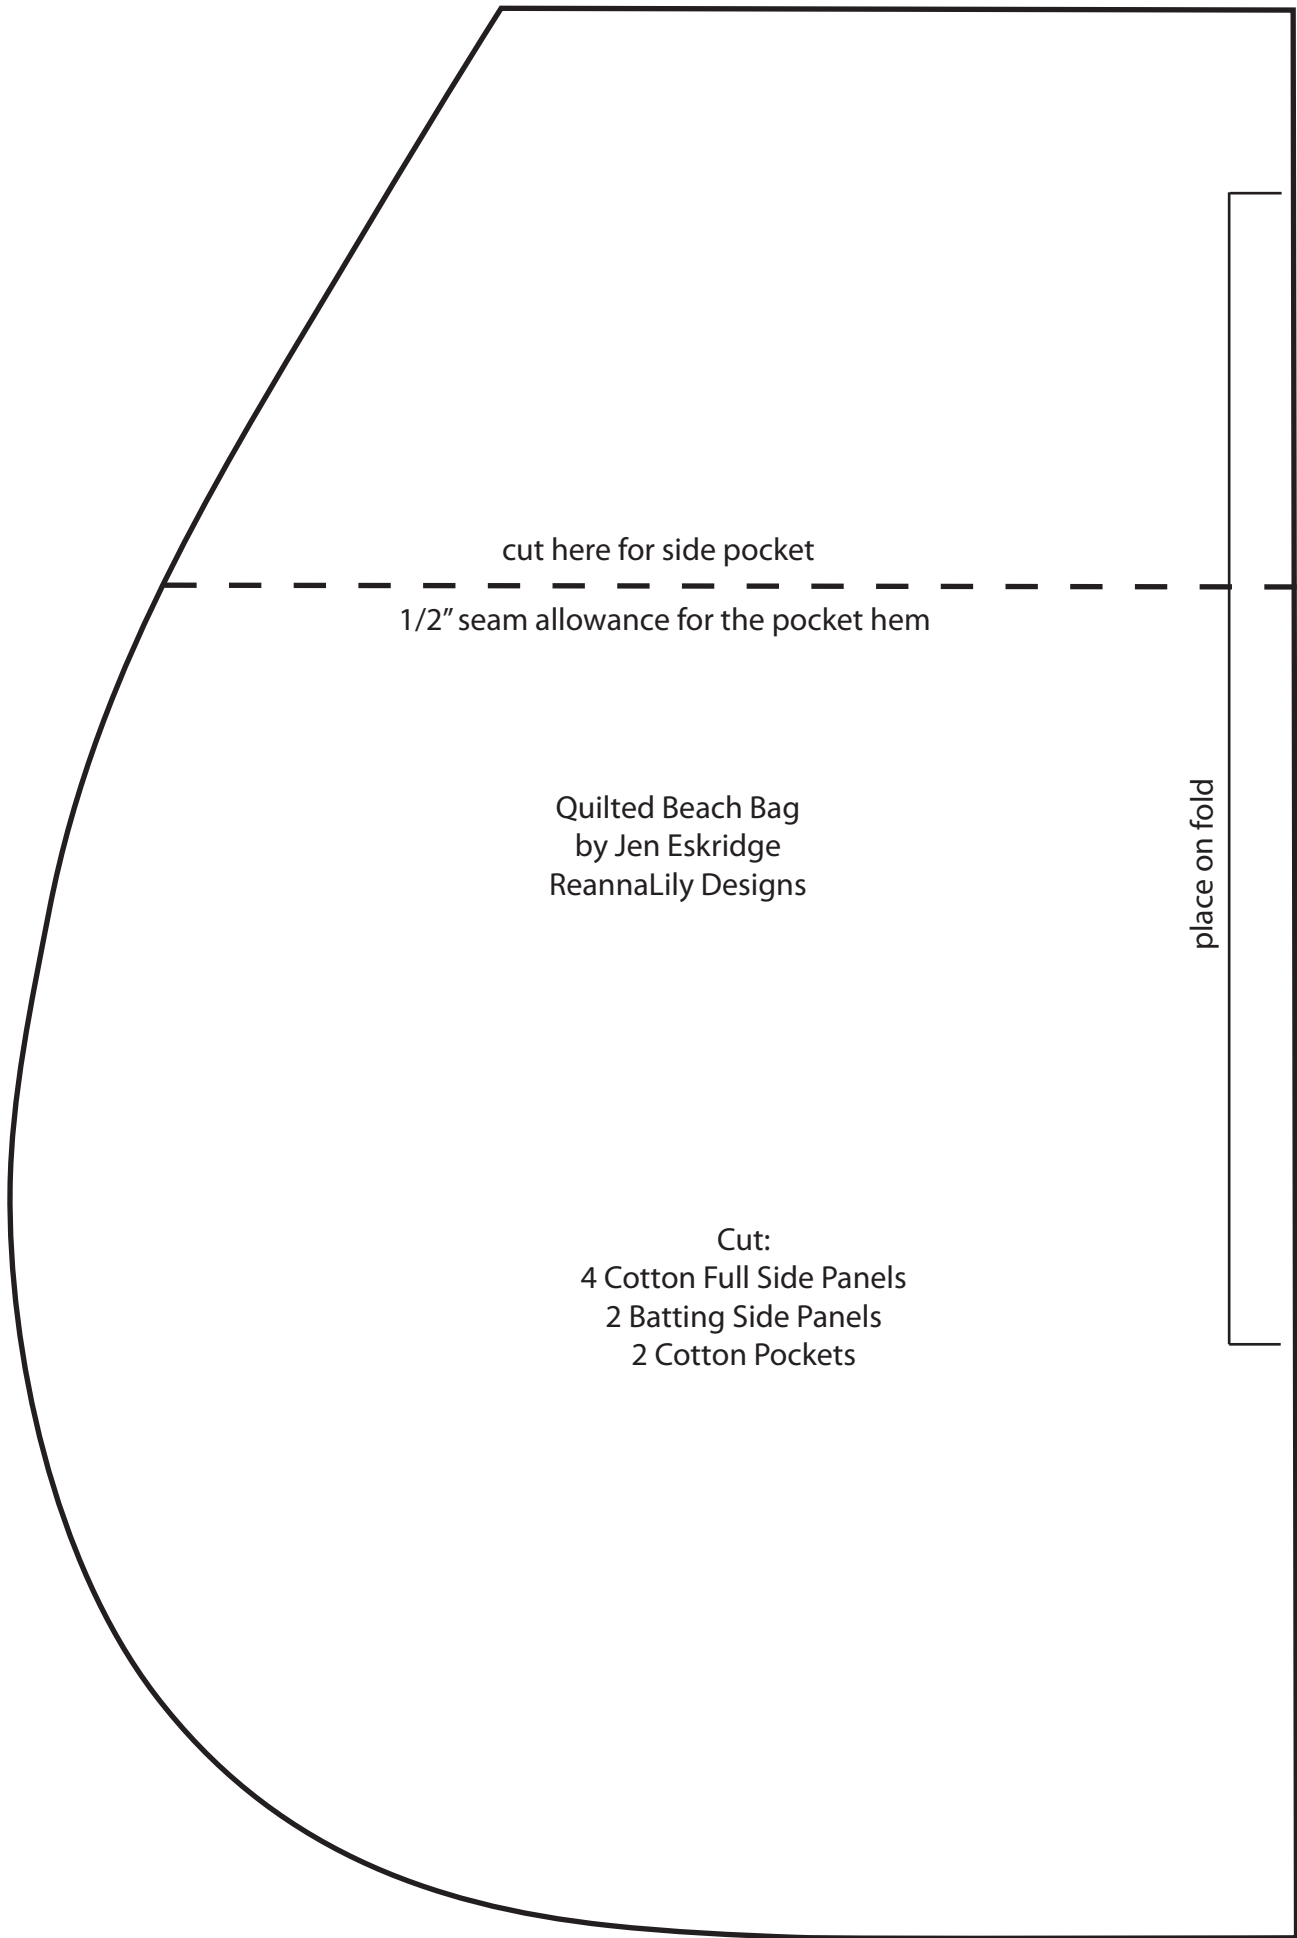 cut here for side pocket
1/2” seam allowance for the pocket hem
Quilted Beach Bag
by Jen Eskridge
ReannaLily Designs
place on fold
Cut:
4 Cotton Full Side Panels
2 Batting Side Panels
2 Cotton Pockets